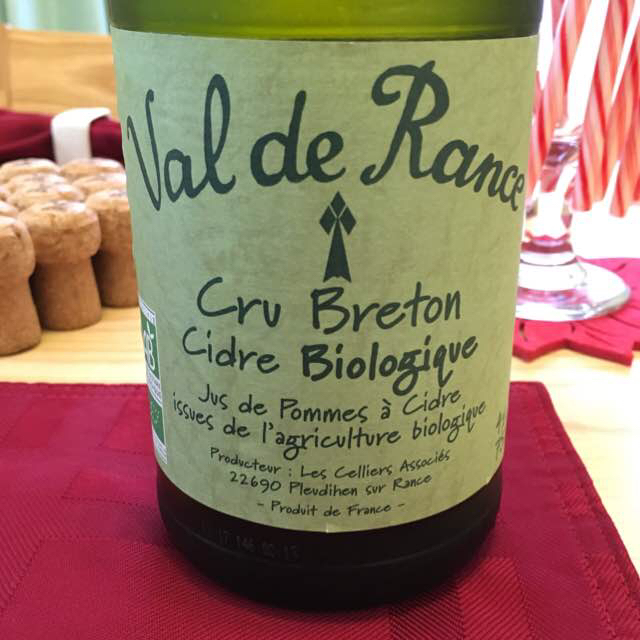 Val de Rance
Cru Breton
Cidre Biologique
Jus de Pommes à Cidre
issues de l'agriculture biologique
Producteur : Les Celliers Associés
22690 Pleudihen sur Rance
- Produit de France -